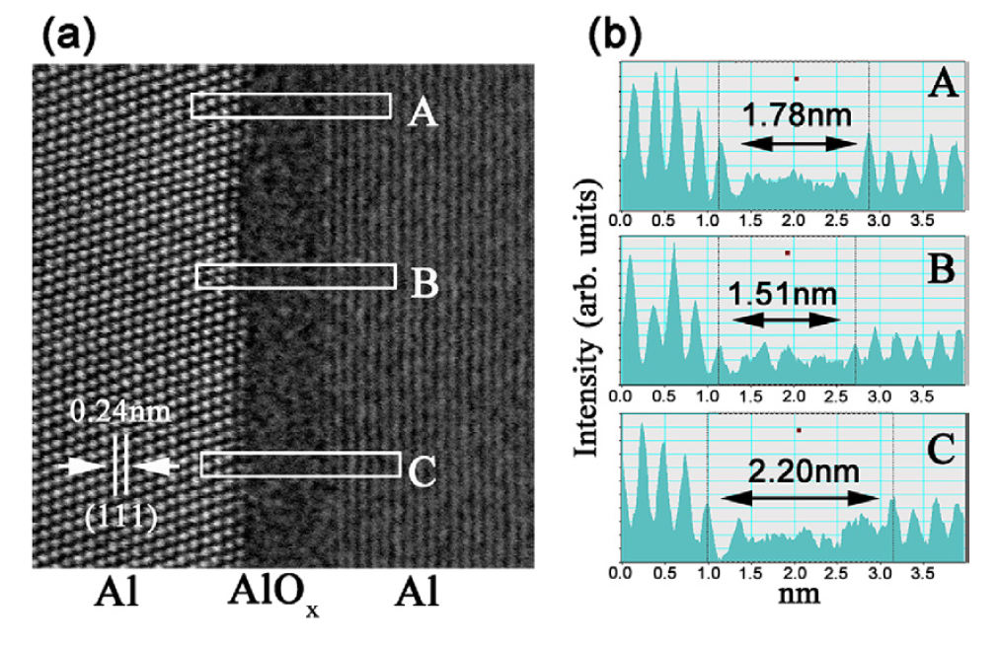 (a)
A
B
C
0.24nm
(111)
Al AlOx Al
(b)
Intensity (arb. units)
A
1.78nm
0.0 0.5 1.0 1.5 2.0 2.5 3.0 3.5
B
1.51nm
0.0 0.5 1.0 1.5 2.0 2.5 3.0 3.5
C
2.20nm
0.0 0.5 1.0 1.5 2.0 2.5 3.0 3.5
nm